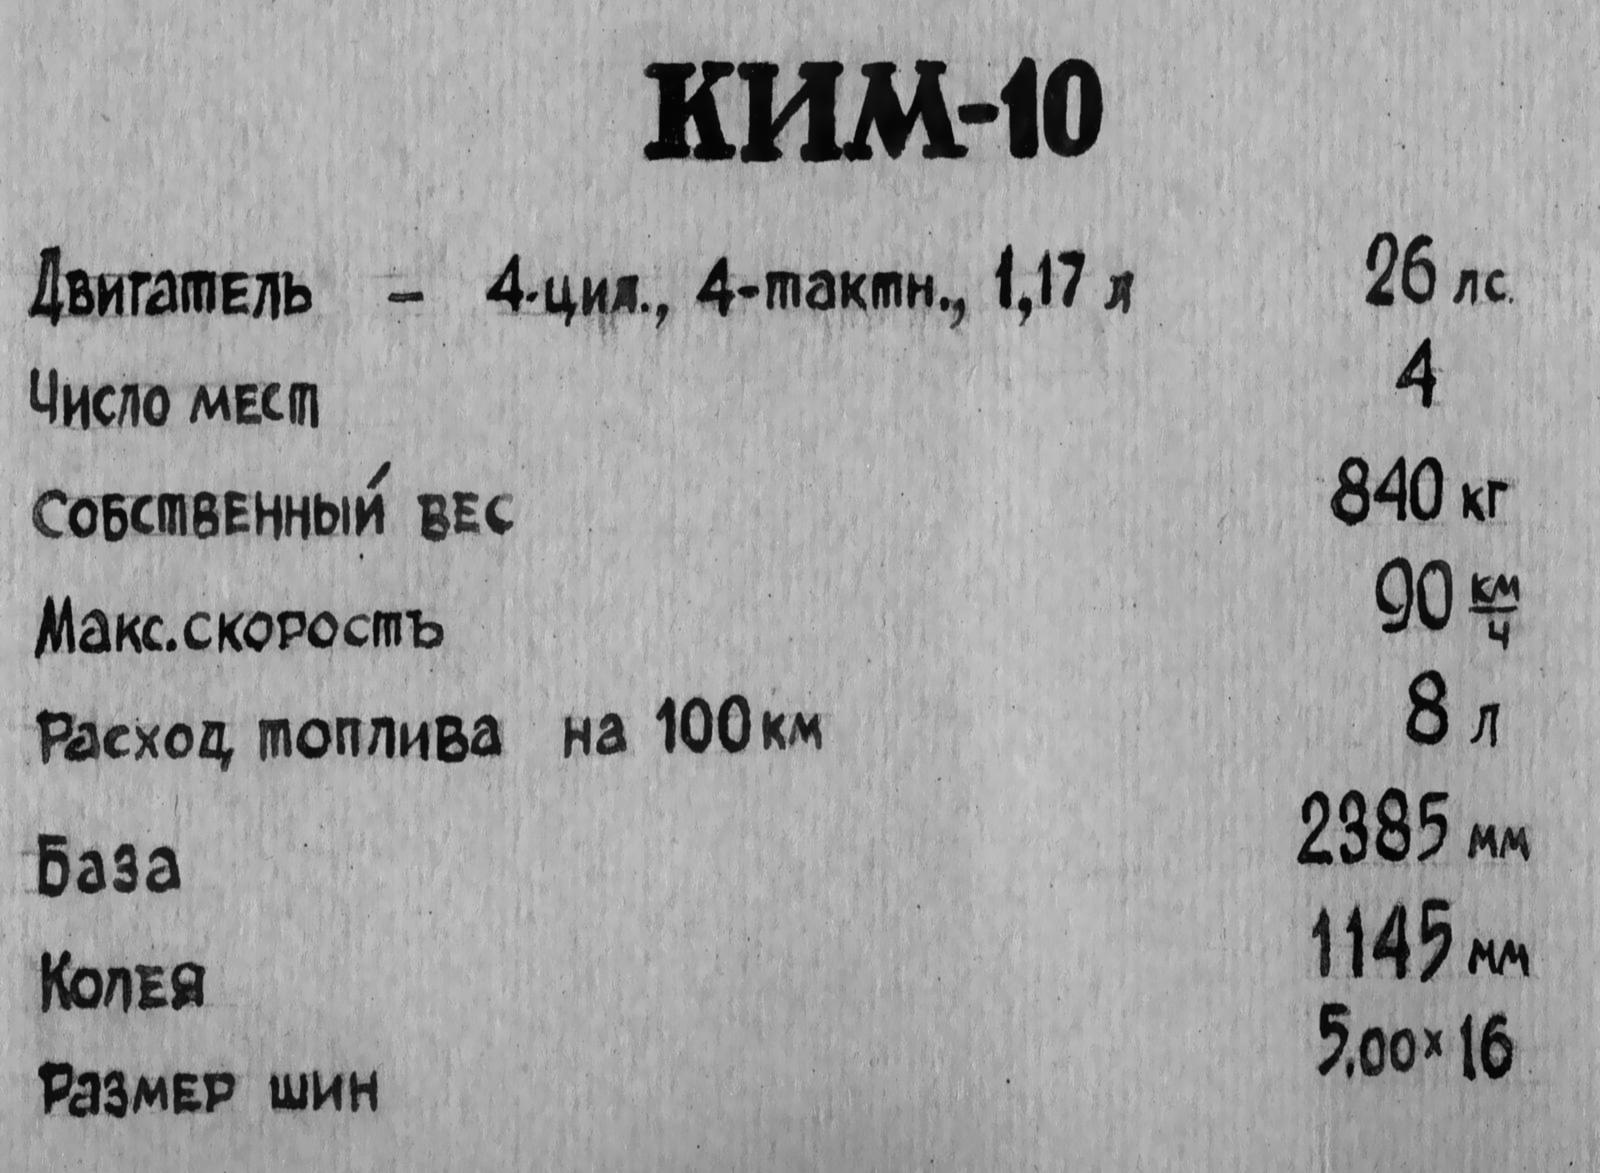 КИМ-10
Двигатель - 4-цил., 4-тактн., 1,17 л 26 лс.
Число мест 4
Собственный вес 840 кг
Макс.скорость 90 км/ч
Расход топлива на 100 км 8 л
База 2385 мм
Колея 1145 мм
Размер шин 5.00×16